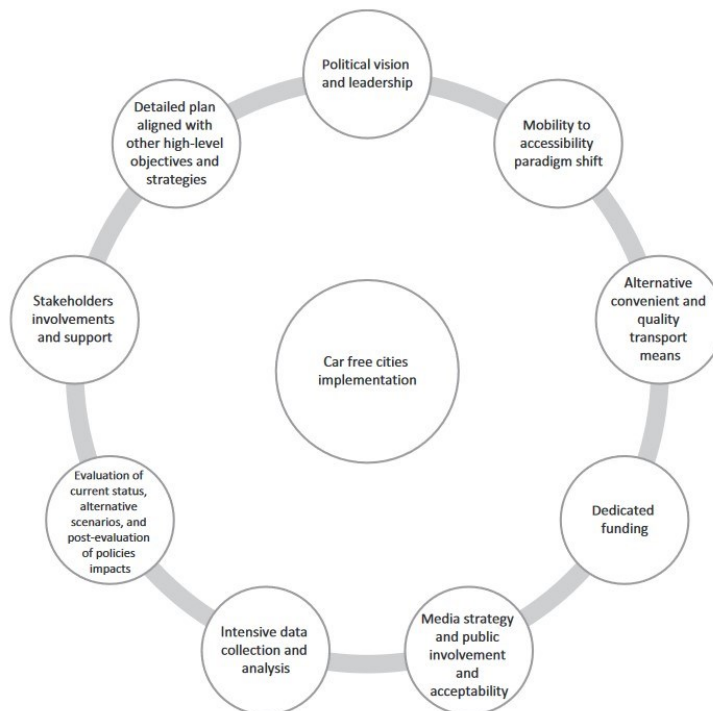 Political vision
and leadership
Mobility to
accessibility
paradigm shift
Alternative
convenient and
quality
transport
means
Dedicated
funding
Media strategy
and public
involvement
and
acceptability
Intensive data
collection and
analysis
Evaluation of
current status,
alternative
scenarios, and
post-evaluation
of policies
impacts
Stakeholders
involvements
and support
Detailed plan
aligned with
other high-level
objectives and
strategies
Car free cities
implementation